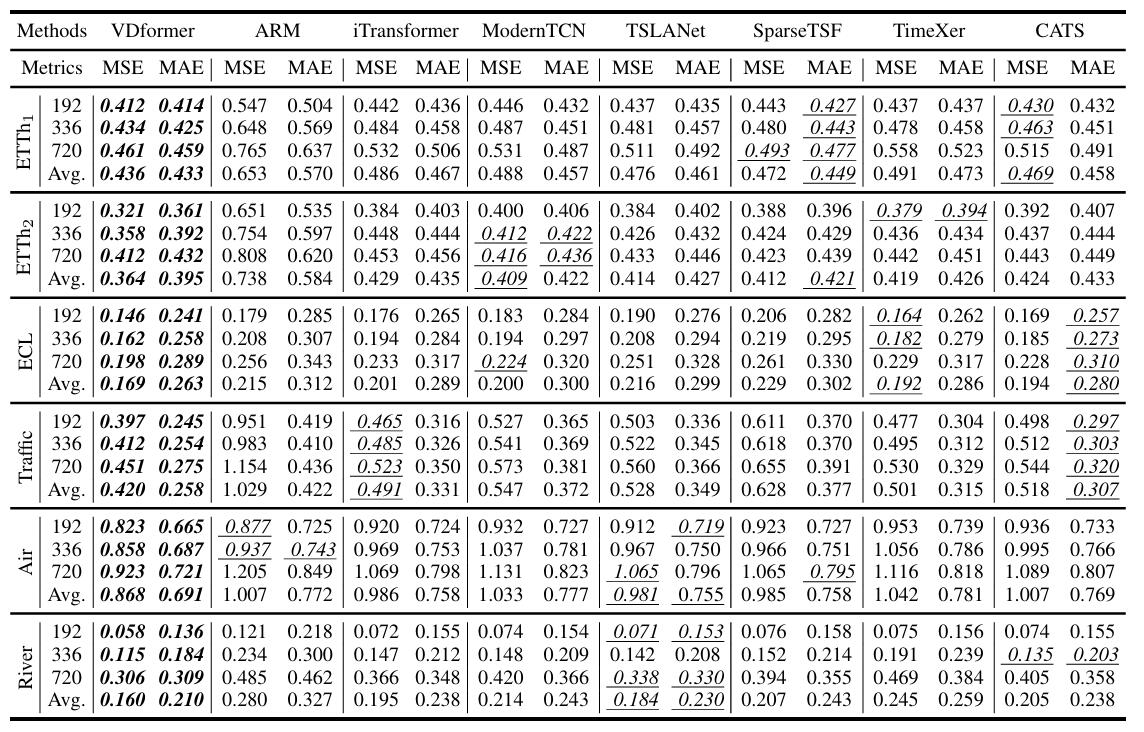 Methods VDformer ARM iTransformer ModernTCN TSLANet SparseTSF TimeXer CATS
Metrics MSE MAE MSE MAE MSE MAE MSE MAE MSE MAE MSE MAE MSE MAE MSE MAE
ETTh1
192 0.412 0.414 0.547 0.504 0.442 0.436 0.446 0.432 0.437 0.435 0.443 0.427 0.437 0.437 0.430 0.432
336 0.434 0.425 0.648 0.569 0.484 0.458 0.487 0.451 0.481 0.457 0.480 0.443 0.478 0.458 0.463 0.451
720 0.461 0.459 0.765 0.637 0.532 0.506 0.531 0.487 0.511 0.492 0.493 0.477 0.558 0.523 0.515 0.491
Avg. 0.436 0.433 0.653 0.570 0.486 0.467 0.488 0.457 0.476 0.461 0.472 0.449 0.491 0.473 0.469 0.458
ETTh2
192 0.321 0.361 0.651 0.535 0.384 0.403 0.400 0.406 0.384 0.402 0.388 0.396 0.379 0.394 0.392 0.407
336 0.358 0.392 0.754 0.597 0.448 0.444 0.412 0.422 0.426 0.432 0.424 0.429 0.436 0.434 0.437 0.444
720 0.412 0.432 0.808 0.620 0.453 0.456 0.416 0.436 0.433 0.446 0.423 0.439 0.442 0.451 0.443 0.449
Avg. 0.364 0.395 0.738 0.584 0.429 0.435 0.409 0.422 0.414 0.427 0.412 0.421 0.419 0.426 0.424 0.433
ECL
192 0.146 0.241 0.179 0.285 0.176 0.265 0.183 0.284 0.190 0.276 0.206 0.282 0.164 0.262 0.169 0.257
336 0.162 0.258 0.208 0.307 0.194 0.284 0.194 0.297 0.208 0.294 0.219 0.295 0.182 0.279 0.185 0.273
720 0.198 0.289 0.256 0.343 0.233 0.317 0.224 0.320 0.251 0.328 0.261 0.330 0.229 0.317 0.228 0.310
Avg. 0.169 0.263 0.215 0.312 0.201 0.289 0.200 0.300 0.216 0.299 0.229 0.302 0.192 0.286 0.194 0.280
Traffic
192 0.397 0.245 0.951 0.419 0.465 0.316 0.527 0.365 0.503 0.336 0.611 0.370 0.477 0.304 0.498 0.297
336 0.412 0.254 0.983 0.410 0.485 0.326 0.541 0.369 0.522 0.345 0.618 0.370 0.495 0.312 0.512 0.303
720 0.451 0.275 1.154 0.436 0.523 0.350 0.573 0.381 0.560 0.366 0.655 0.391 0.530 0.329 0.544 0.320
Avg. 0.420 0.258 1.029 0.422 0.491 0.331 0.547 0.372 0.528 0.349 0.628 0.377 0.501 0.315 0.518 0.307
Air
192 0.823 0.665 0.877 0.725 0.920 0.724 0.932 0.727 0.912 0.719 0.923 0.727 0.953 0.739 0.936 0.733
336 0.858 0.687 0.937 0.743 0.969 0.753 1.037 0.781 0.967 0.750 0.966 0.751 1.056 0.786 0.995 0.766
720 0.923 0.721 1.205 0.849 1.069 0.798 1.131 0.823 1.065 0.796 1.065 0.795 1.116 0.818 1.089 0.807
Avg. 0.868 0.691 1.007 0.772 0.986 0.758 1.033 0.777 0.981 0.755 0.985 0.758 1.042 0.781 1.007 0.769
River
192 0.058 0.136 0.121 0.218 0.072 0.155 0.074 0.154 0.071 0.153 0.076 0.158 0.075 0.156 0.074 0.155
336 0.115 0.184 0.234 0.300 0.147 0.212 0.148 0.209 0.142 0.208 0.152 0.214 0.191 0.239 0.135 0.203
720 0.306 0.309 0.485 0.462 0.366 0.348 0.420 0.366 0.338 0.330 0.394 0.355 0.469 0.384 0.405 0.358
Avg. 0.160 0.210 0.280 0.327 0.195 0.238 0.214 0.243 0.184 0.230 0.207 0.243 0.245 0.259 0.205 0.238